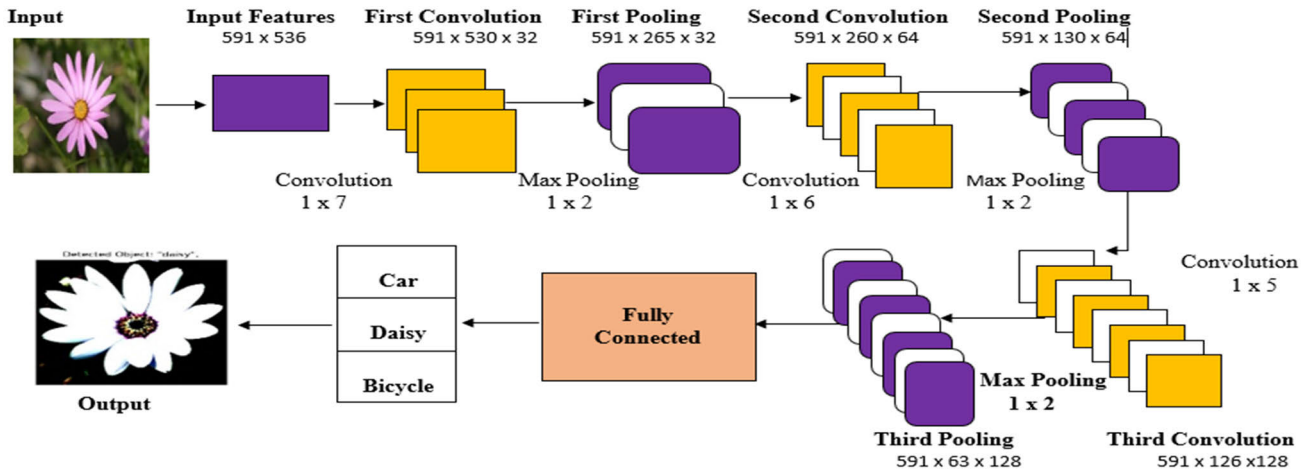 Input
Input Features
591 x 536
First Convolution
591 x 530 x 32
First Pooling
591 x 265 x 32
Second Convolution
591 x 260 x 64
Second Pooling
591 x 130 x 64
Convolution
1 x 7
Max Pooling
1 x 2
Convolution
1 x 6
Max Pooling
1 x 2
Convolution
1 x 5
Detected Object: "daisy",
Car
Daisy
Bicycle
Fully
Connected
Max Pooling
1 x 2
Output
Third Pooling
591 x 63 x 128
Third Convolution
591 x 126 x128